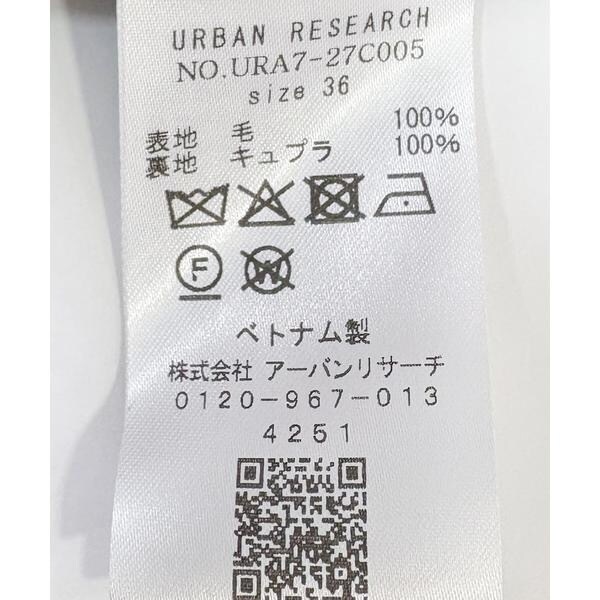 URBAN RESEARCH
NO.URA7-27C005
size 36
表地 毛 100%
裏地 キュプラ 100%
F W
ベトナム製
株式会社 アーバンリサーチ
0120-967-013
4251